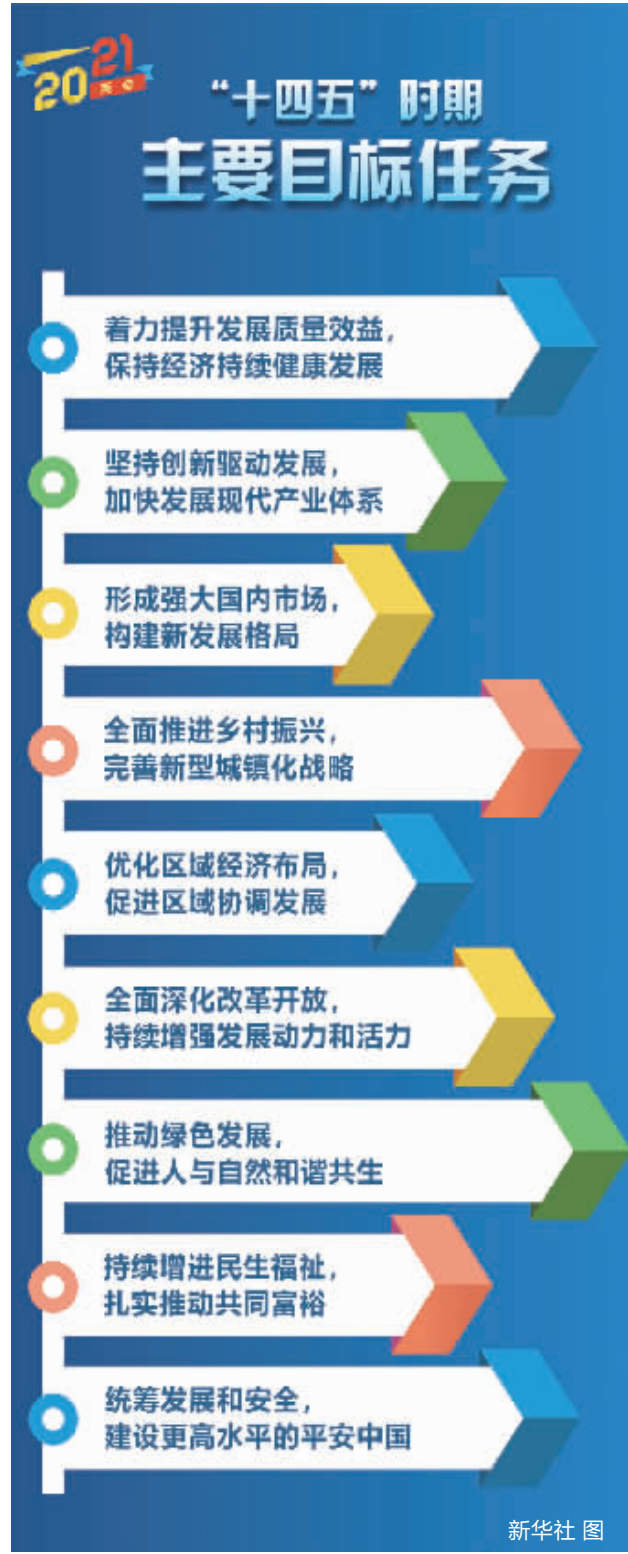 2021
两会
“十四五”时期
主要目标任务
着力提升发展质量效益，
保持经济持续健康发展
坚持创新驱动发展，
加快发展现代产业体系
形成强大国内市场，
构建新发展格局
全面推进乡村振兴，
完善新型城镇化战略
优化区域经济布局，
促进区域协调发展
全面深化改革开放，
持续增强发展动力和活力
推动绿色发展，
促进人与自然和谐共生
持续增进民生福祉，
扎实推动共同富裕
统筹发展和安全，
建设更高水平的平安中国
新华社 图